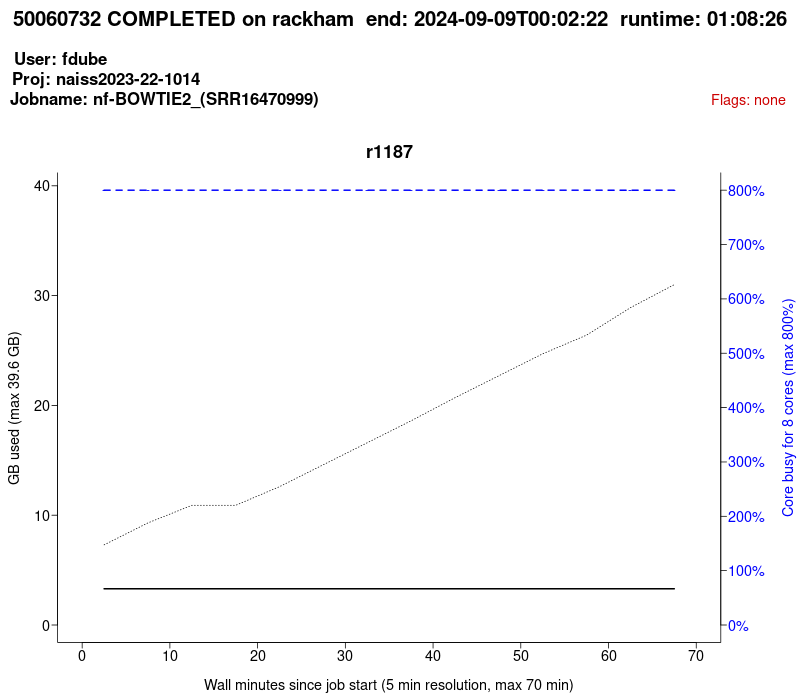 50060732 COMPLETED on rackham  end: 2024-09-09T00:02:22  runtime: 01:08:26
User: fdube
Proj: naiss2023-22-1014
Jobname: nf-BOWTIE2_(SRR16470999)
Flags: none
r1187
GB used (max 39.6 GB)
40
30
20
10
0
800%
700%
600%
500%
400%
300%
200%
100%
0%
Core busy for 8 cores (max 800%)
0 10 20 30 40 50 60 70
Wall minutes since job start (5 min resolution, max 70 min)